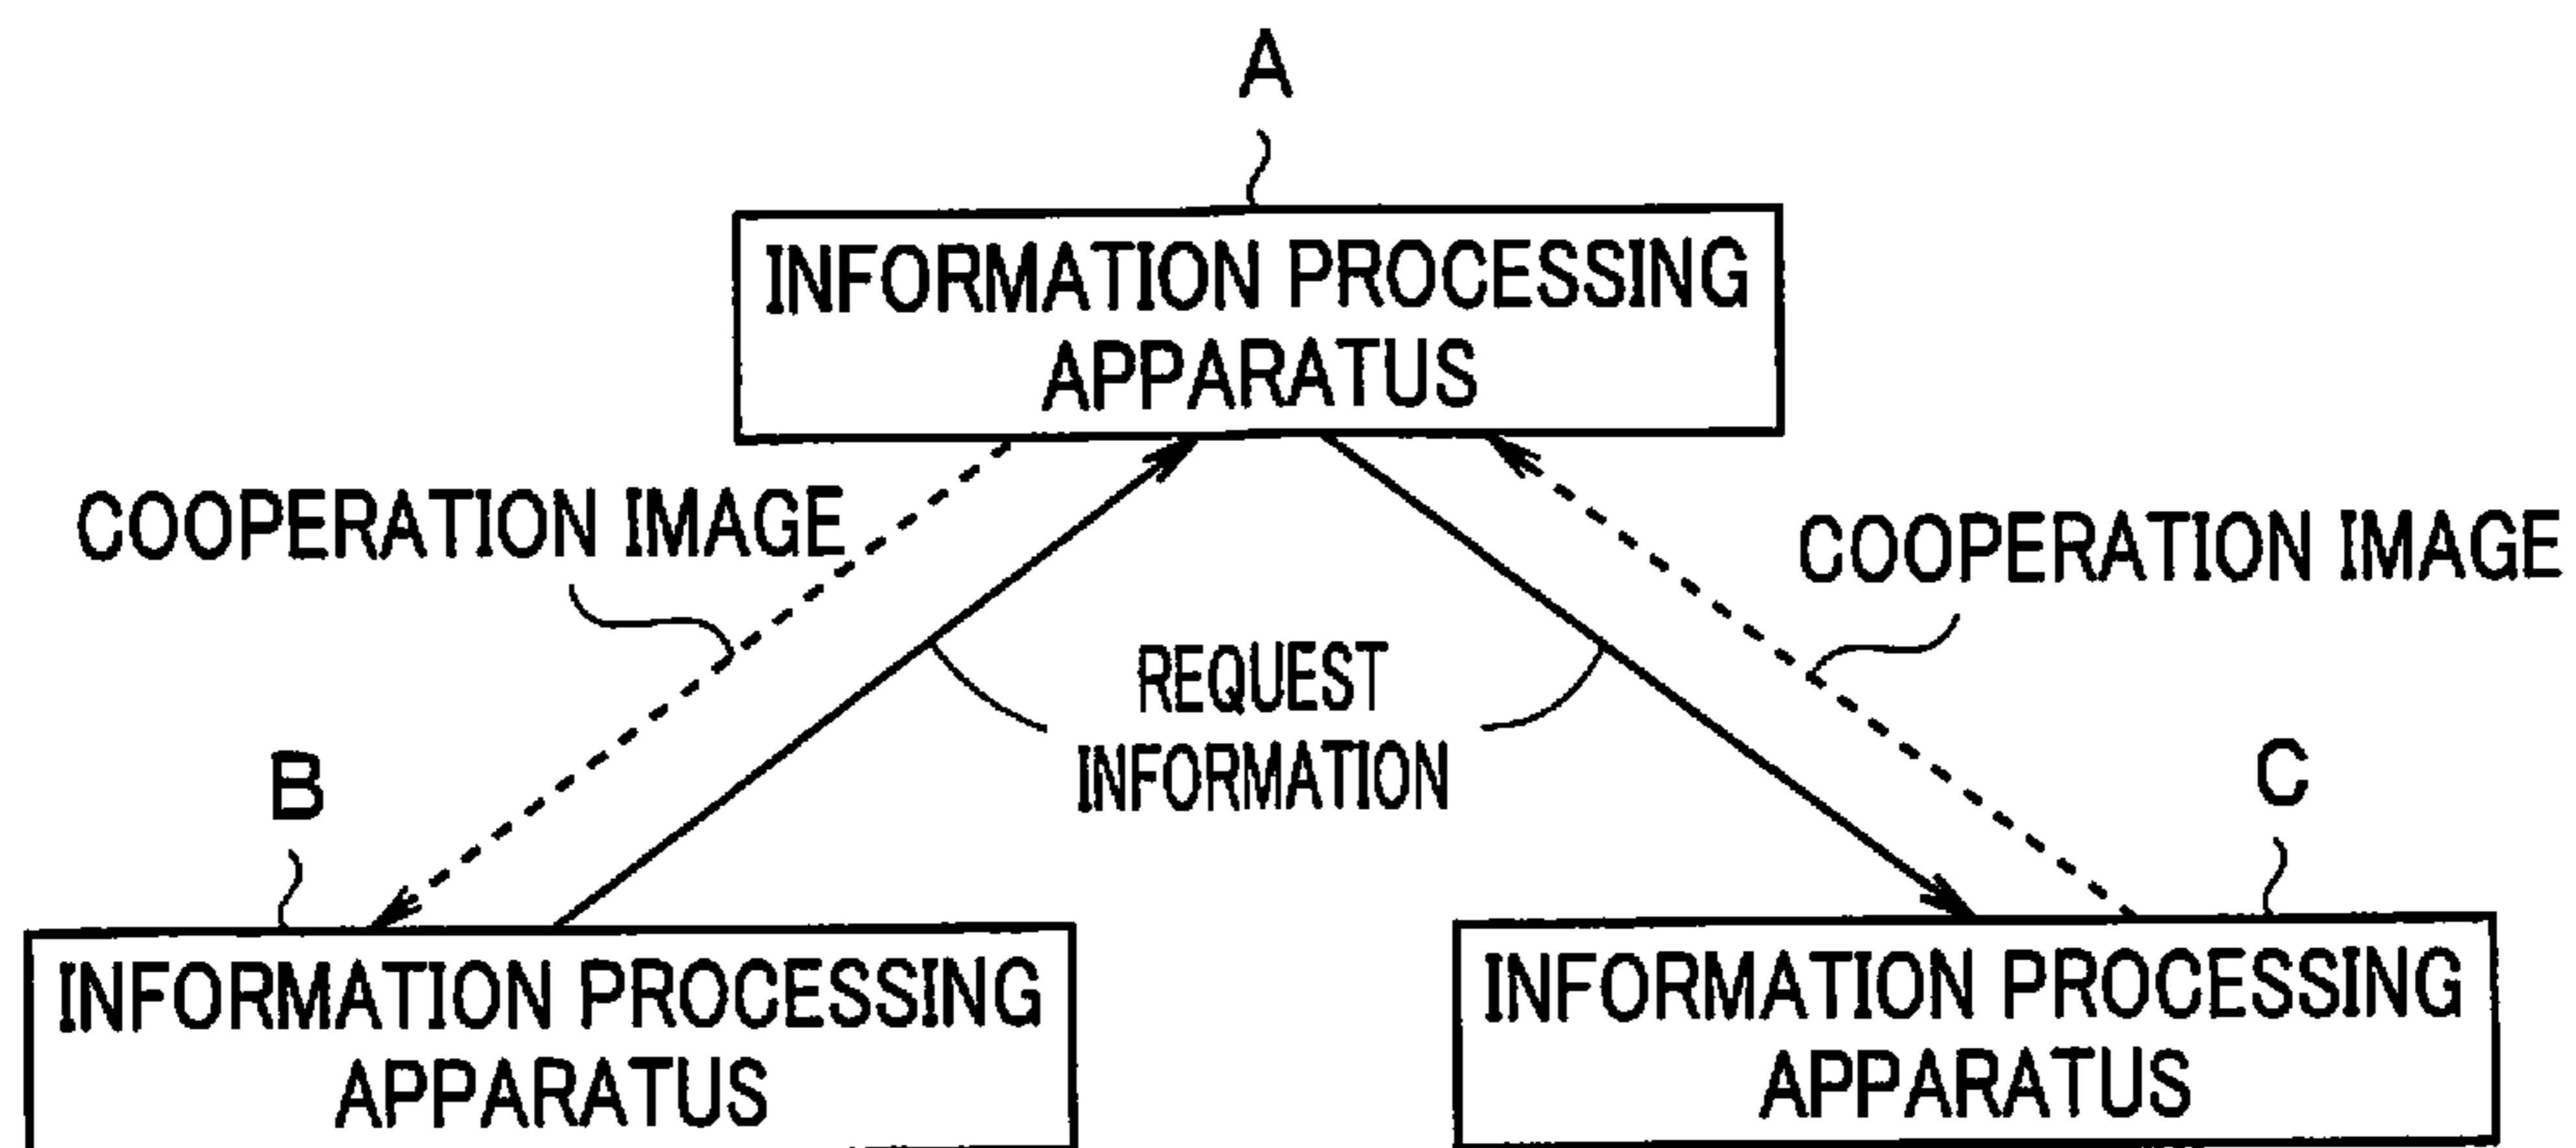 A
INFORMATION PROCESSING
APPARATUS
COOPERATION IMAGE
COOPERATION IMAGE
REQUEST
INFORMATION
B
C
INFORMATION PROCESSING
APPARATUS
INFORMATION PROCESSING
APPARATUS